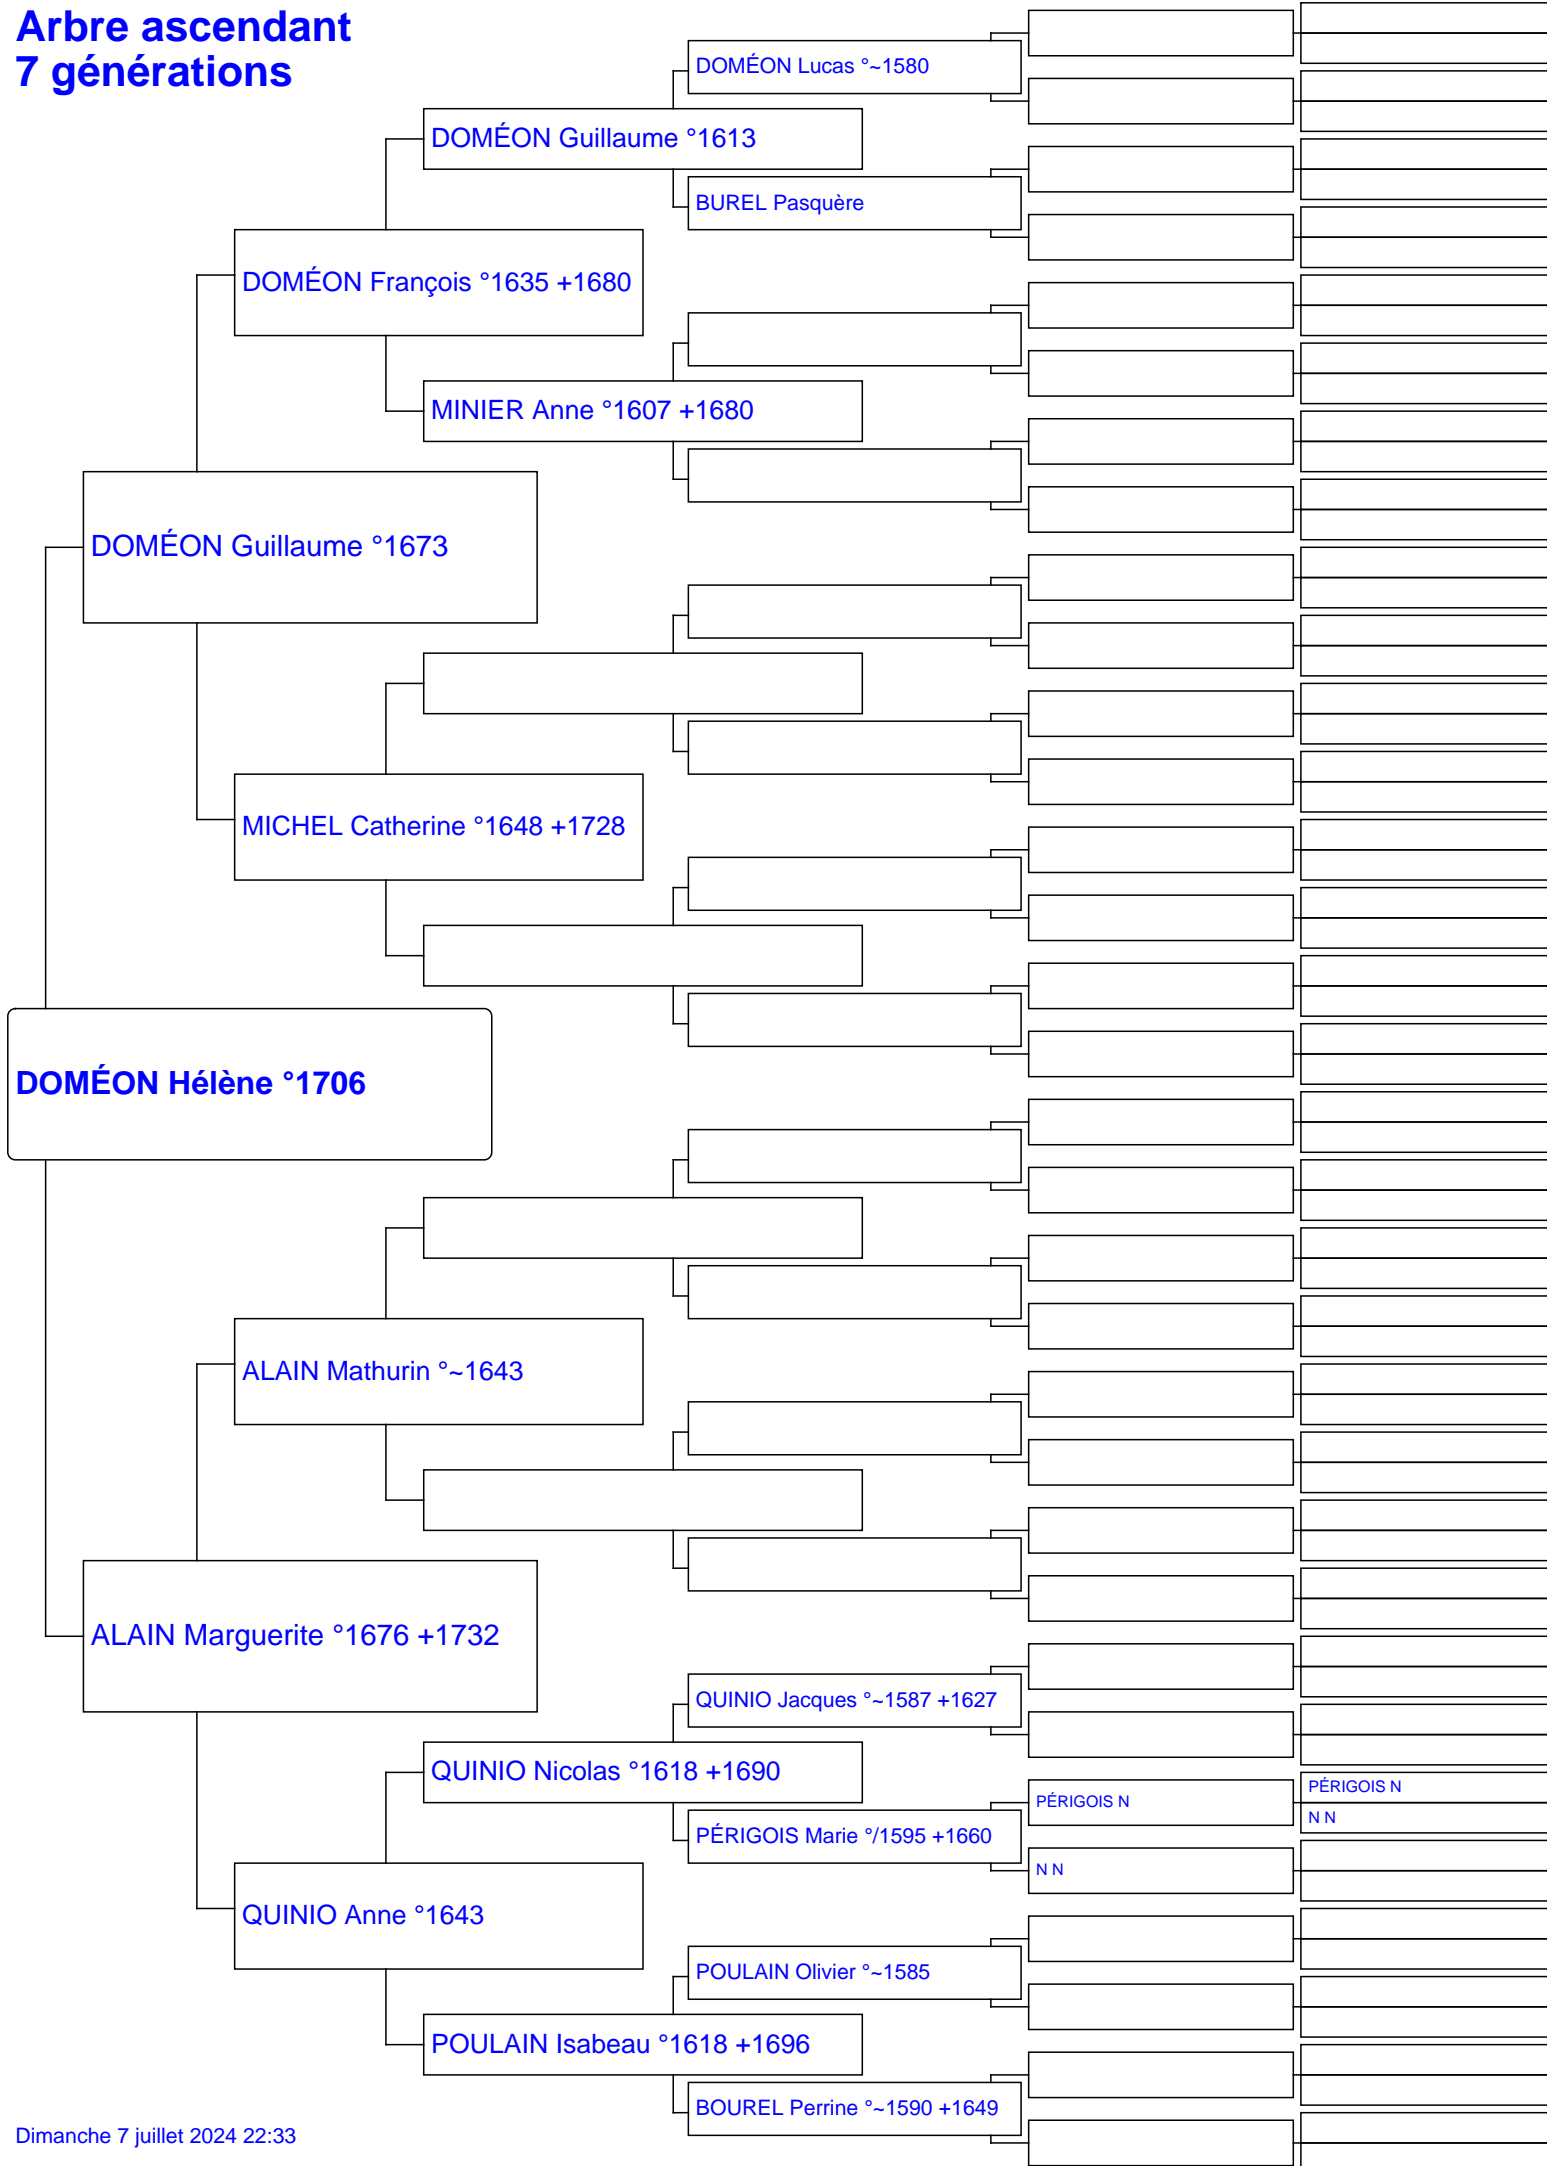 Arbre ascendant
7 générations
DOMÉON Lucas °~1580
DOMÉON Guillaume °1613
BUREL Pasquère
DOMÉON François °1635 +1680
MINIER Anne °1607 +1680
DOMÉON Guillaume °1673
MICHEL Catherine °1648 +1728
DOMÉON Hélène °1706
ALAIN Mathurin °~1643
ALAIN Marguerite °1676 +1732
QUINIO Jacques °~1587 +1627
QUINIO Nicolas °1618 +1690
PÉRIGOIS N
PÉRIGOIS N
N N
PÉRIGOIS Marie °/1595 +1660
N N
QUINIO Anne °1643
POULAIN Olivier °~1585
POULAIN Isabeau °1618 +1696
BOUREL Perrine °~1590 +1649
Dimanche 7 juillet 2024 22:33